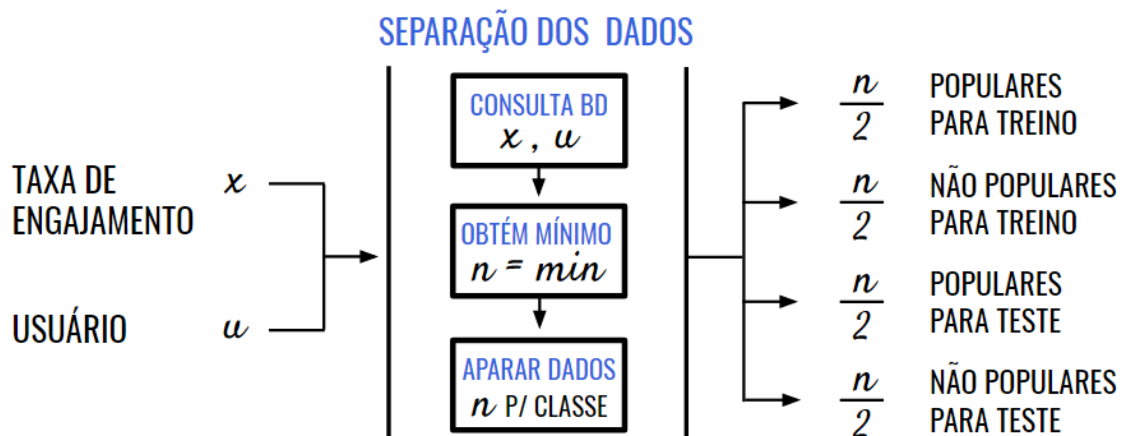 SEPARAÇÃO DOS DADOS
TAXA DE
ENGAJAMENTO
x
USUÁRIO
u
CONSULTA BD
x , u
OBTÉM MÍNIMO
n = min
APARAR DADOS
n P/ CLASSE
n
2
POPULARES
PARA TREINO
n
2
NÃO POPULARES
PARA TREINO
n
2
POPULARES
PARA TESTE
n
2
NÃO POPULARES
PARA TESTE